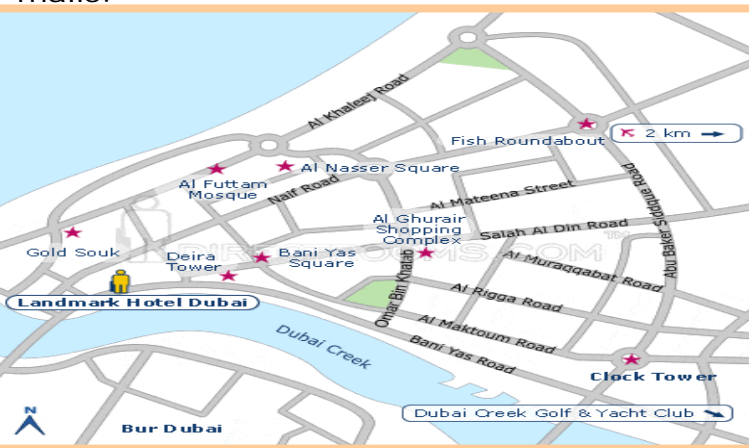 Al Khaleej Road
Fish Roundabout
2 km
Al Nasser Square
Al Futtam
Mosque
Naif Road
Al Mateena Street
Abu Baker Siddque Road
Al Ghurair
Shopping
Complex
Salah Al Din Road
Gold Souk
Deira
Tower
Bani Yas
Square
DIRECTROOMS.COM™
Al Muraqqabat Road
Landmark Hotel Dubai
Omar Bin Khatab
Al Rigga Road
Al Maktoum Road
Bani Yas Road
Dubai Creek
Clock Tower
N
Bur Dubai
Dubai Creek Golf & Yacht Club